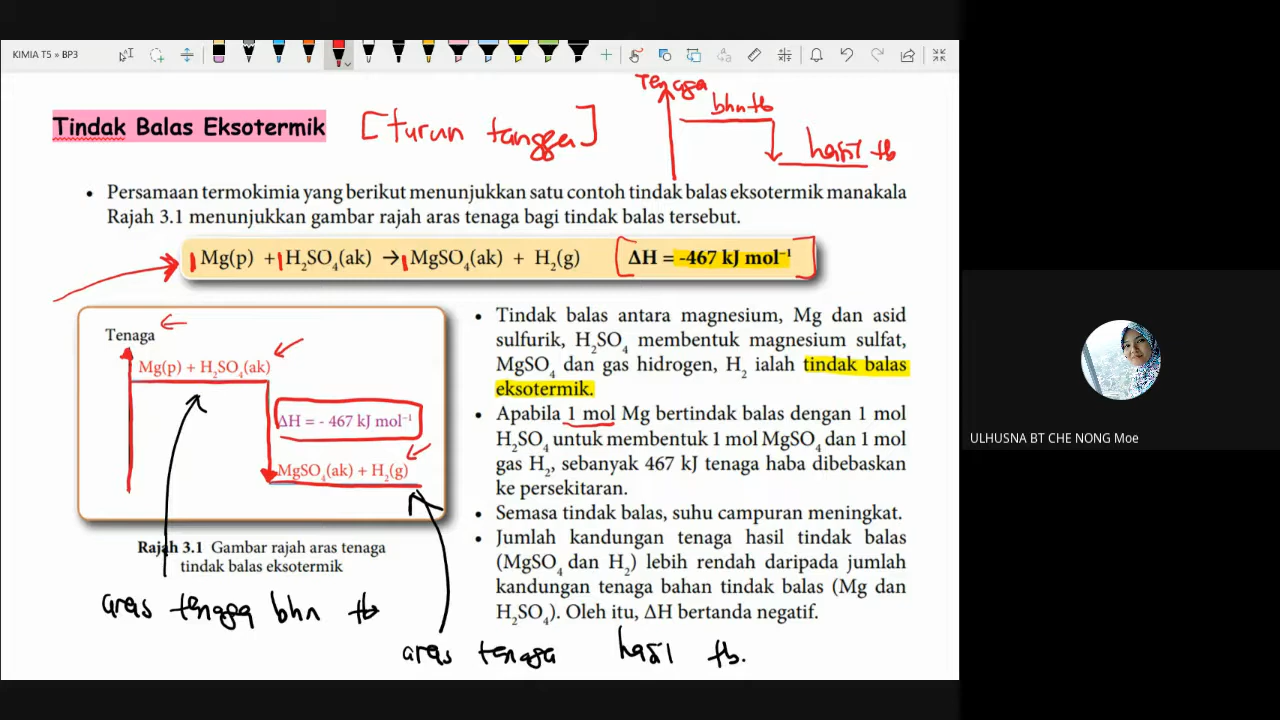 KIMIA T5 » BP3
Tindak Balas Eksotermik
[turun tangga]
Tenaga
bhn tb
hasil tb
• Persamaan termokimia yang berikut menunjukkan satu contoh tindak balas eksotermik manakala
Rajah 3.1 menunjukkan gambar rajah aras tenaga bagi tindak balas tersebut.
1 Mg(p) + 1 H₂SO₄(ak) → 1 MgSO₄(ak) + H₂(g) [ΔH = -467 kJ mol⁻¹]
Tenaga
Mg(p) + H₂SO₄(ak)
ΔH = - 467 kJ mol⁻¹
MgSO₄(ak) + H₂(g)
Rajah 3.1 Gambar rajah aras tenaga
tindak balas eksotermik
aras tenaga bhn tb
aras tenaga hasil tb.
• Tindak balas antara magnesium, Mg dan asid
sulfurik, H₂SO₄ membentuk magnesium sulfat,
MgSO₄ dan gas hidrogen, H₂ ialah tindak balas
eksotermik.
• Apabila 1 mol Mg bertindak balas dengan 1 mol
H₂SO₄ untuk membentuk 1 mol MgSO₄ dan 1 mol
gas H₂, sebanyak 467 kJ tenaga haba dibebaskan
ke persekitaran.
• Semasa tindak balas, suhu campuran meningkat.
• Jumlah kandungan tenaga hasil tindak balas
(MgSO₄ dan H₂) lebih rendah daripada jumlah
kandungan tenaga bahan tindak balas (Mg dan
H₂SO₄). Oleh itu, ΔH bertanda negatif.
ULHUSNA BT CHE NONG Moe